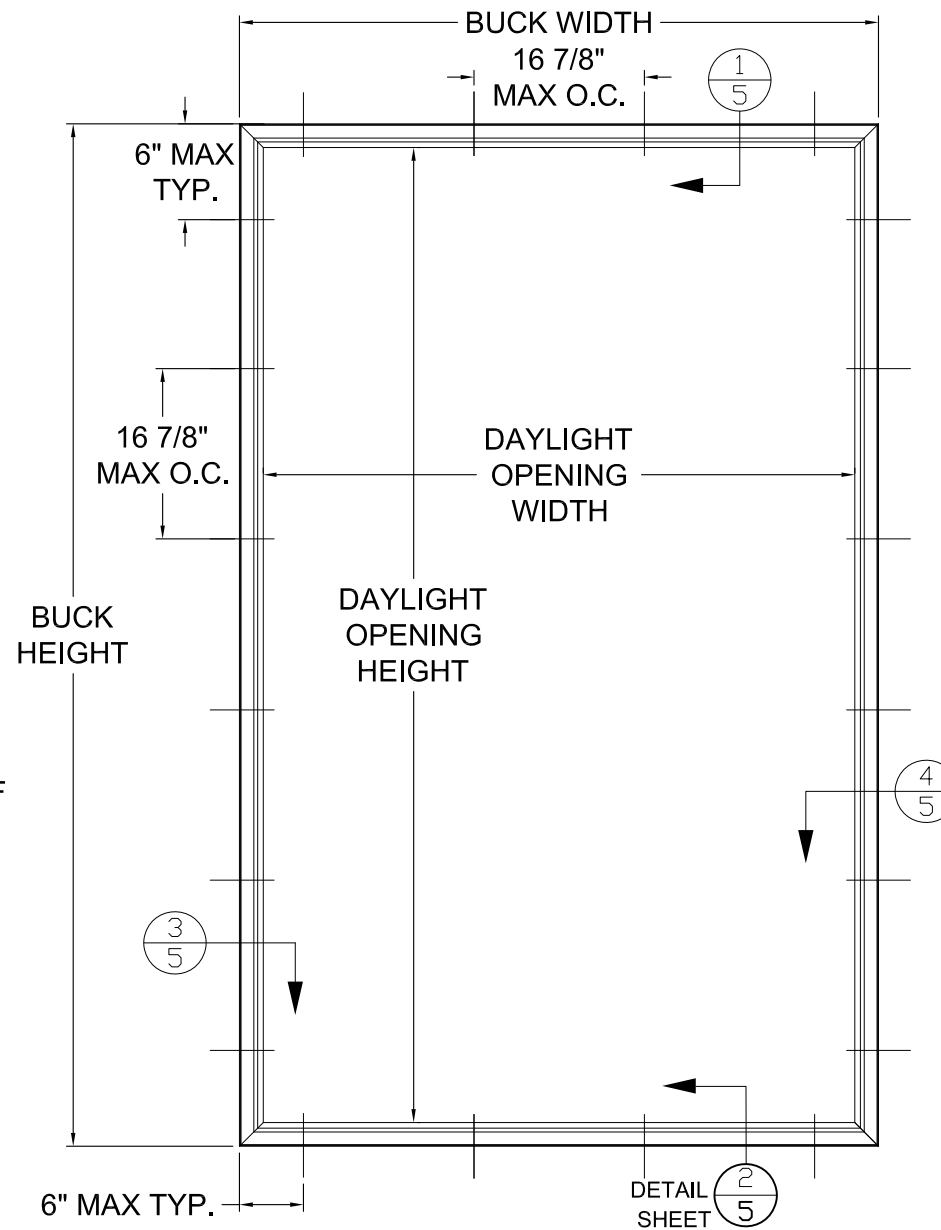 BUCK WIDTH
16 7/8"
MAX O.C.
1
5
6" MAX
TYP.
16 7/8"
MAX O.C.
DAYLIGHT
OPENING
WIDTH
DAYLIGHT
OPENING
HEIGHT
BUCK
HEIGHT
4
5
3
5
6" MAX TYP.
DETAIL
SHEET
2
5